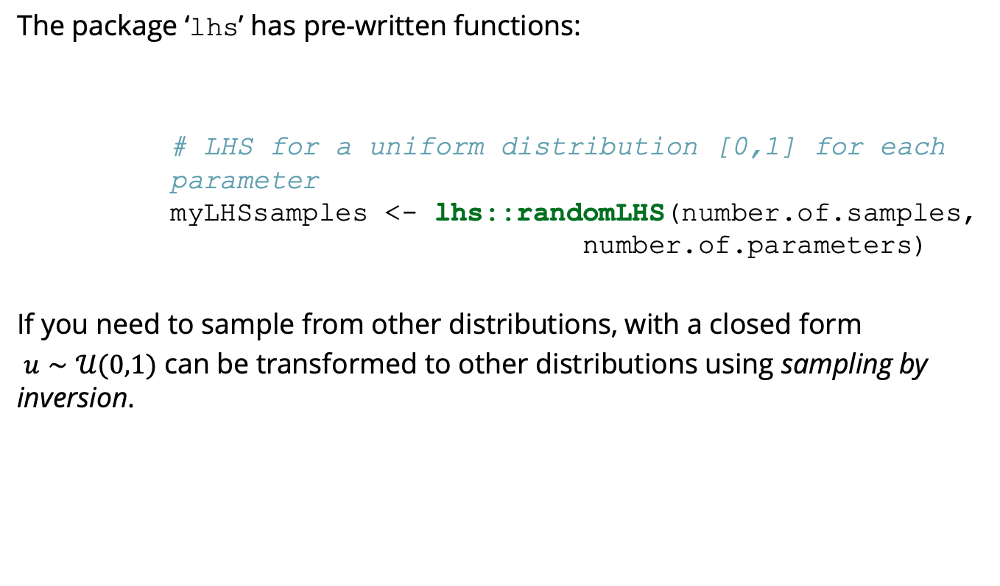 The package ‘lhs’ has pre-written functions:
# LHS for a uniform distribution [0,1] for each
parameter
myLHSsamples <- lhs::randomLHS(number.of.samples,
number.of.parameters)
If you need to sample from other distributions, with a closed form
𝑢 ~ 𝒰(0,1) can be transformed to other distributions using sampling by
inversion.